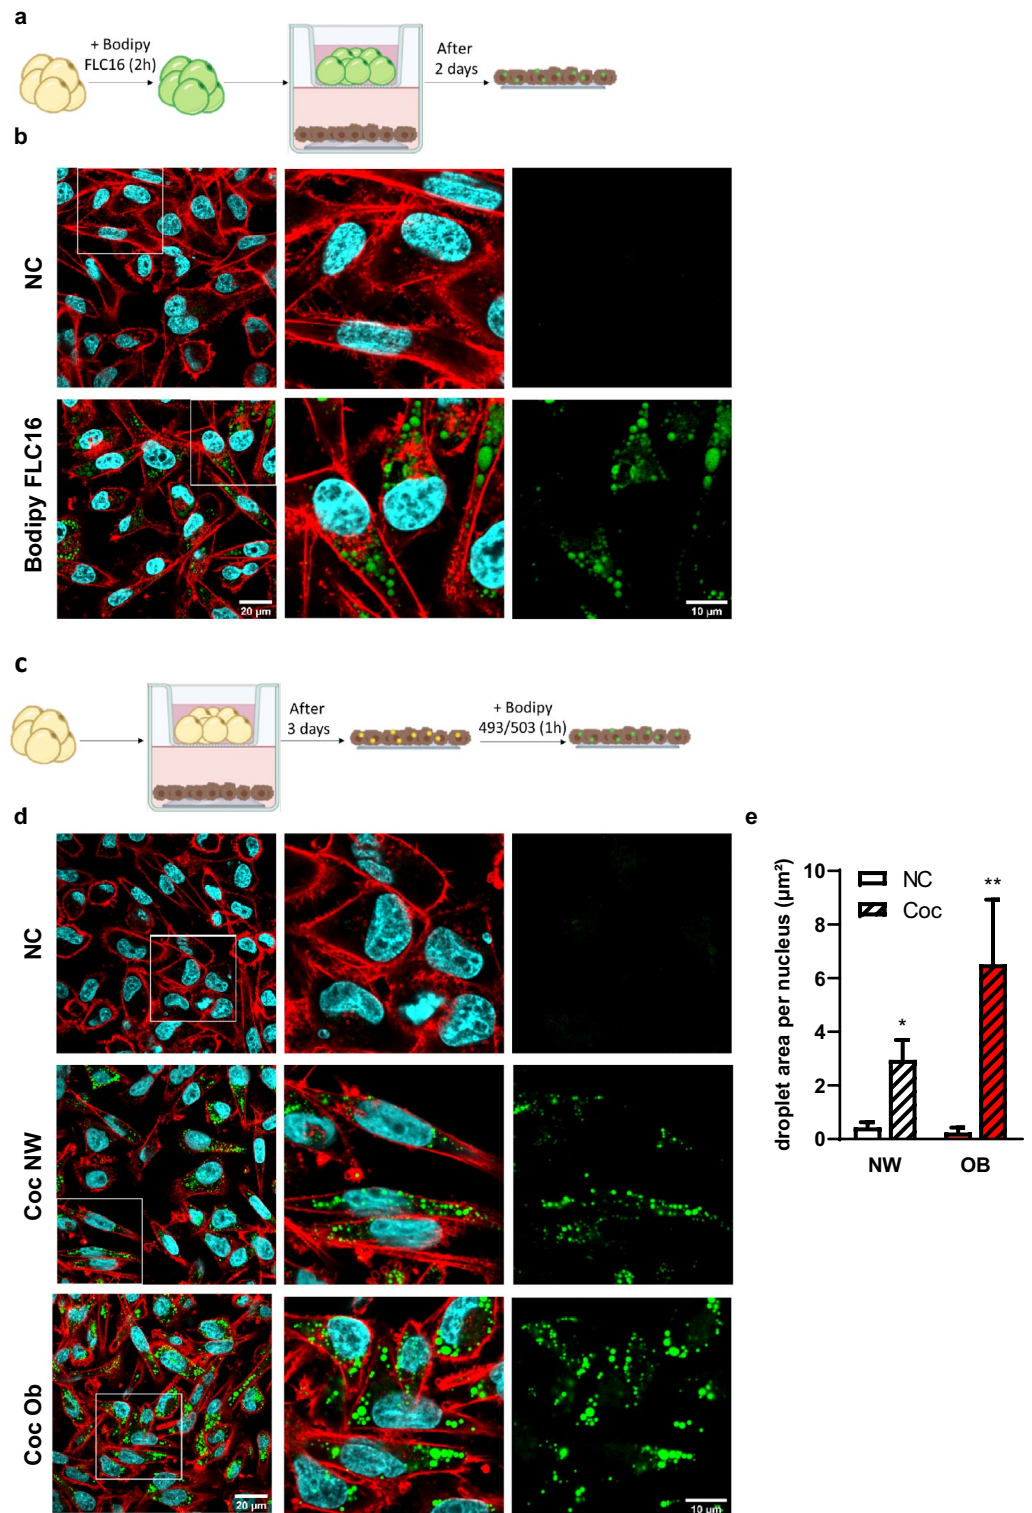 a
+ Bodipy
FLC16 (2h)
After
2 days
b
NC
Bodipy FLC16
20 µm
10 µm
c
After
3 days
+ Bodipy
493/503 (1h)
d
NC
Coc NW
Coc Ob
20 µm
10 µm
e
droplet area per nucleus (µm²)
10
8
6
4
2
0
NC
Coc
*
**
NW
OB